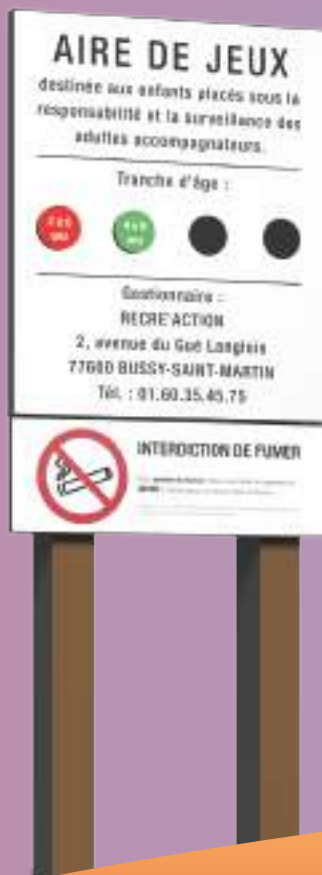 AIRE DE JEUX
destinée aux enfants placés sous la
responsabilité et la surveillance des
adultes accompagnateurs.
Tranche d'âge :
ans
ans
Gestionnaire :
RECRE'ACTION
2, avenue du Gué Langlois
77600 BUSSY-SAINT-MARTIN
Tél. : 01.60.35.45.75
INTERDICTION DE FUMER